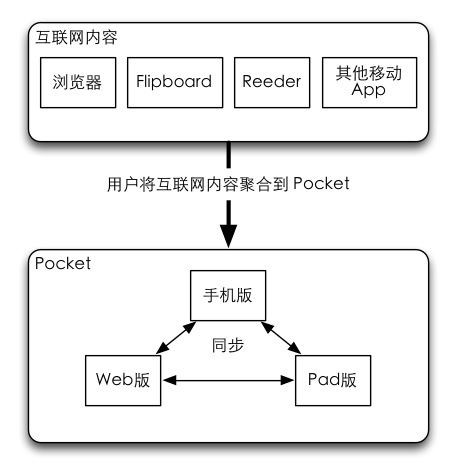 互联网内容
浏览器
Flipboard
Reeder
其他移动
App
用户将互联网内容聚合到 Pocket
Pocket
手机版
同步
Web版
Pad版